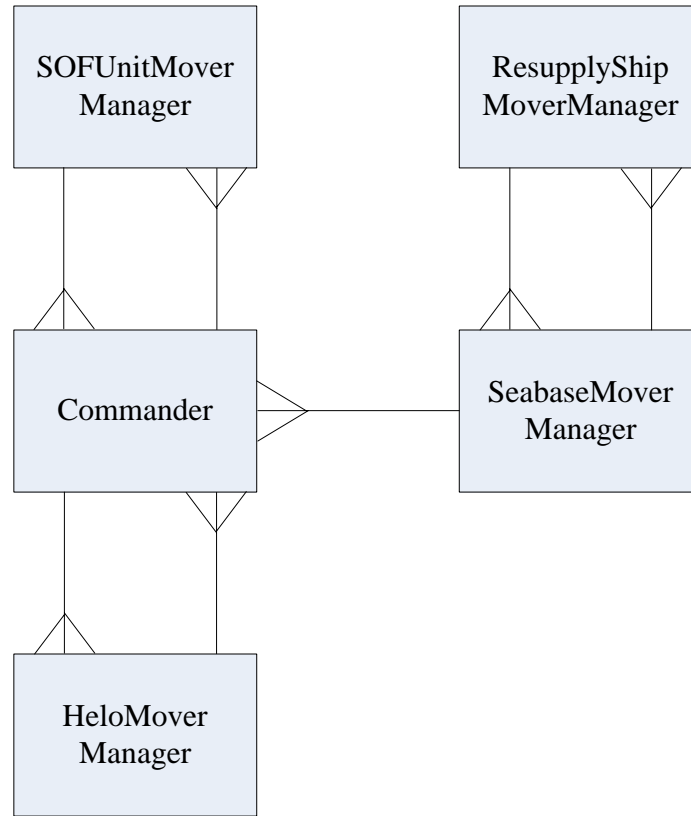 SOFUnitMover
Manager
ResupplyShip
MoverManager
Commander
SeabaseMover
Manager
HeloMover
Manager